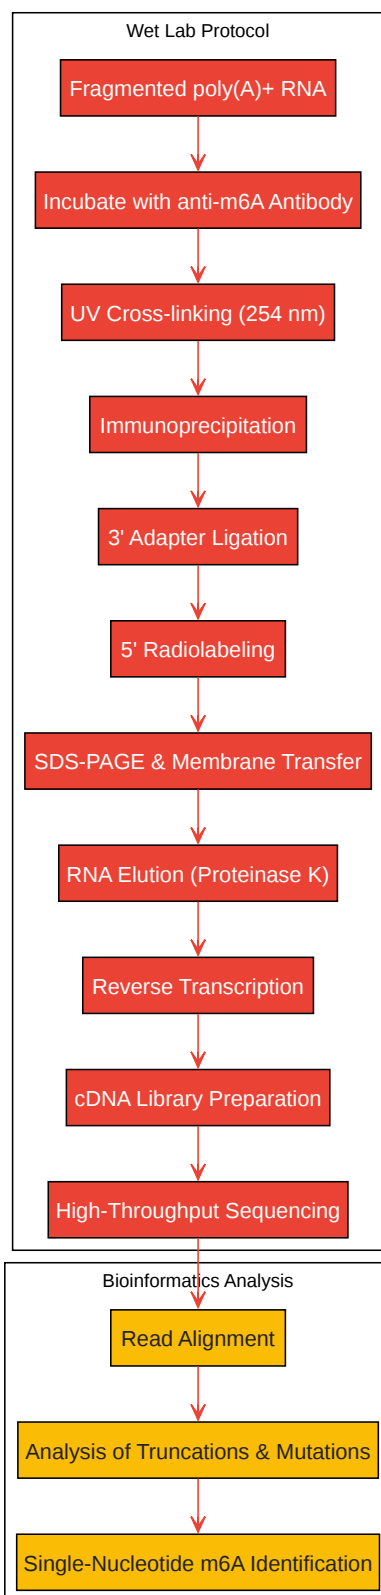 Wet Lab Protocol
Fragmented poly(A)+ RNA
Incubate with anti-m6A Antibody
UV Cross-linking (254 nm)
Immunoprecipitation
3' Adapter Ligation
5' Radiolabeling
SDS-PAGE & Membrane Transfer
RNA Elution (Proteinase K)
Reverse Transcription
cDNA Library Preparation
High-Throughput Sequencing
Bioinformatics Analysis
Read Alignment
Analysis of Truncations & Mutations
Single-Nucleotide m6A Identification